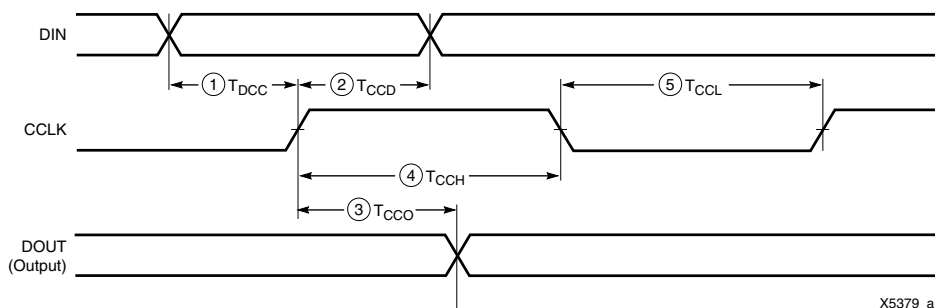 DIN
① TDCC
② TCCD
⑤ TCCL
CCLK
④ TCCH
③ TCCO
DOUT
(Output)
X5379_a